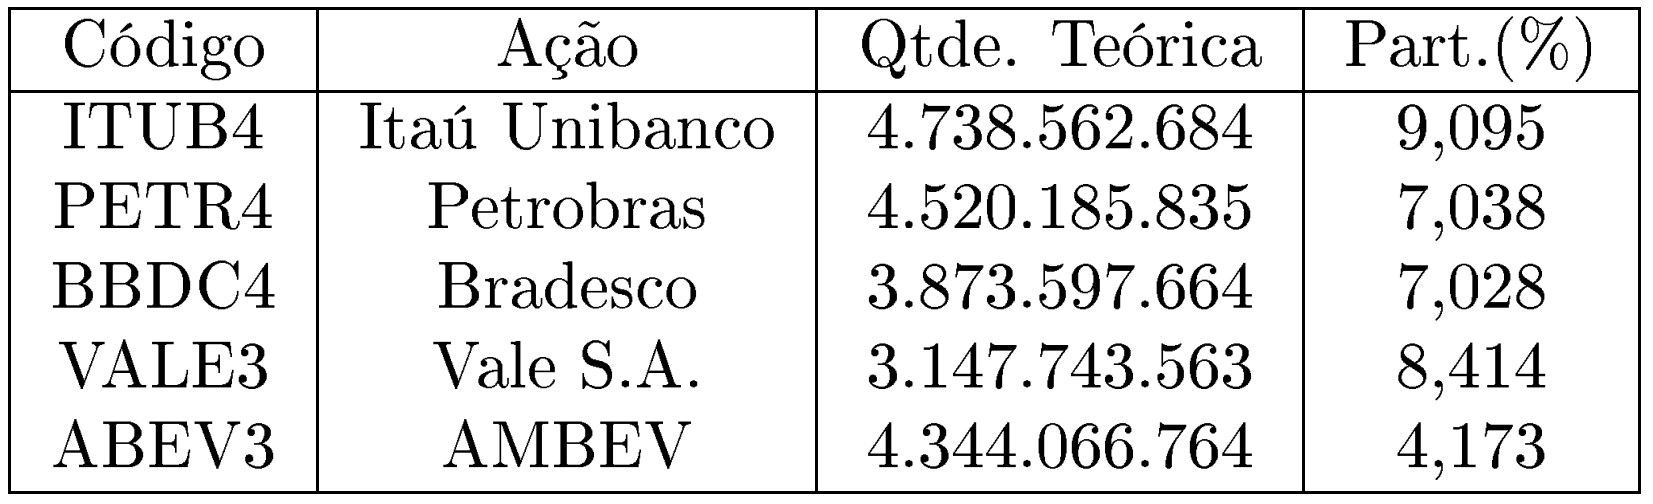 Código Ação Qtde. Teórica Part.(%)
ITUB4 Itaú Unibanco 4.738.562.684 9,095
PETR4 Petrobras 4.520.185.835 7,038
BBDC4 Bradesco 3.873.597.664 7,028
VALE3 Vale S.A. 3.147.743.563 8,414
ABEV3 AMBEV 4.344.066.764 4,173